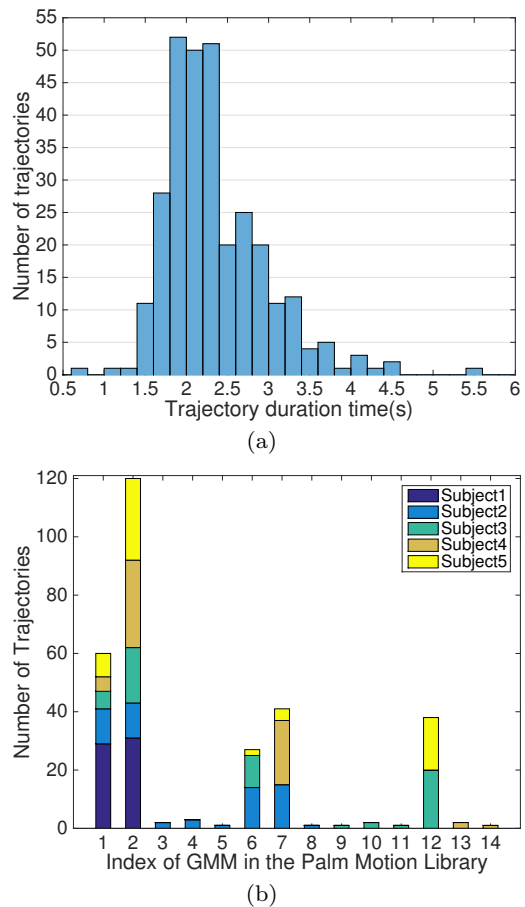 55
50
45
40
35
30
25
20
15
10
5
0
Number of trajectories
0.5 1 1.5 2 2.5 3 3.5 4 4.5 5 5.5 6
Trajectory duration time(s)
(a)
120
100
80
60
40
20
0
Number of Trajectories
Subject1
Subject2
Subject3
Subject4
Subject5
1 2 3 4 5 6 7 8 9 10 11 12 13 14
Index of GMM in the Palm Motion Library
(b)